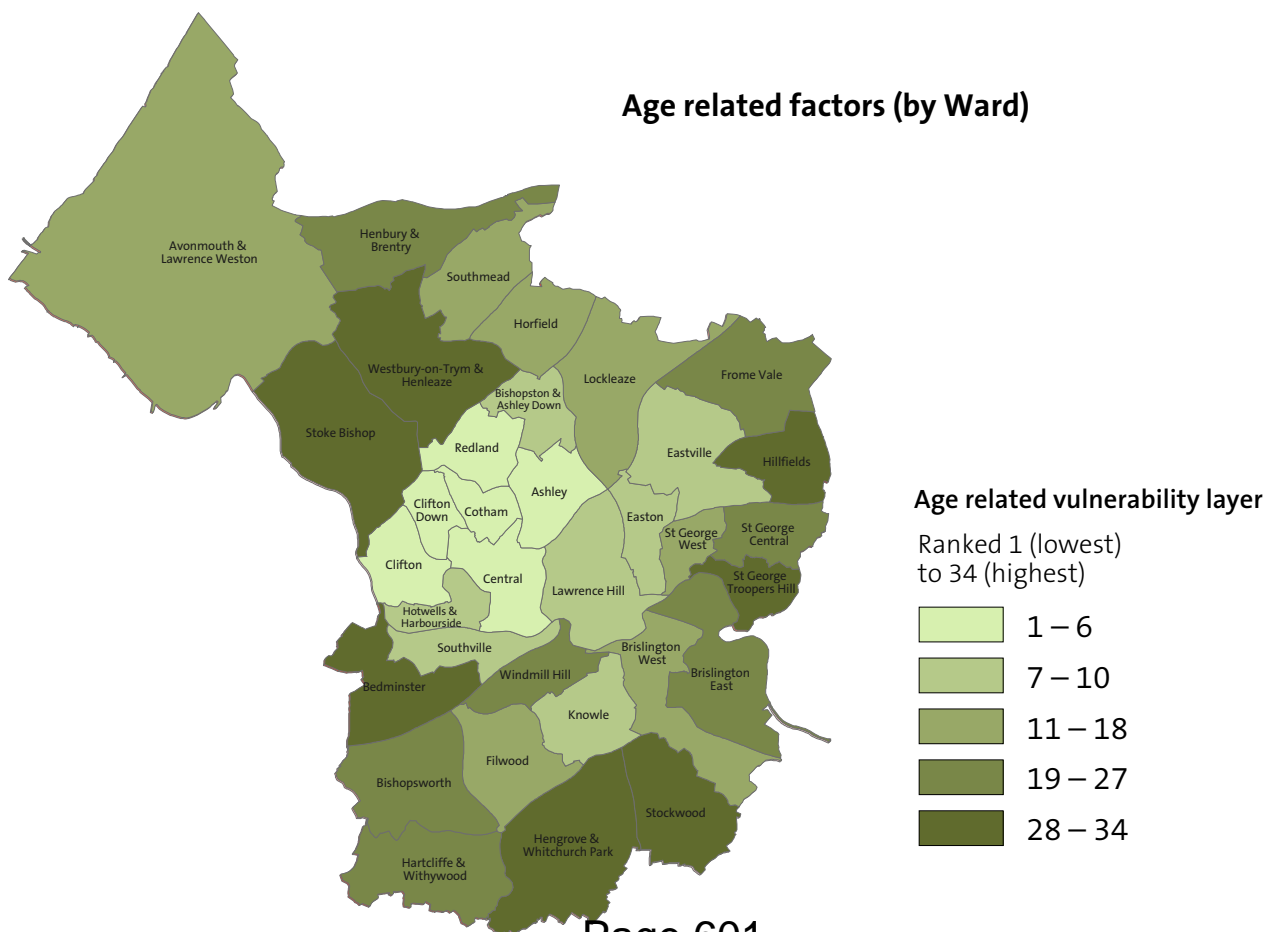 Age related factors (by Ward)
Avonmouth &
Lawrence Weston
Henbury &
Brentry
Southmead
Horfield
Westbury-on-Trym &
Henleaze
Lockleaze
Frome Vale
Bishopston &
Ashley Down
Stoke Bishop
Redland
Eastville
Hillfields
Ashley
Clifton
Down
Cotham
Easton
St George
West
St George
Central
Clifton
Central
Lawrence Hill
St George
Troopers Hill
Hotwells &
Harbourside
Southville
Brislington
West
Windmill Hill
Brislington
East
Bedminster
Knowle
Filwood
Bishopsworth
Stockwood
Hengrove &
Whitchurch Park
Hartcliffe &
Withywood
Age related vulnerability layer
Ranked 1 (lowest)
to 34 (highest)
1 – 6
7 – 10
11 – 18
19 – 27
28 – 34
Page 601